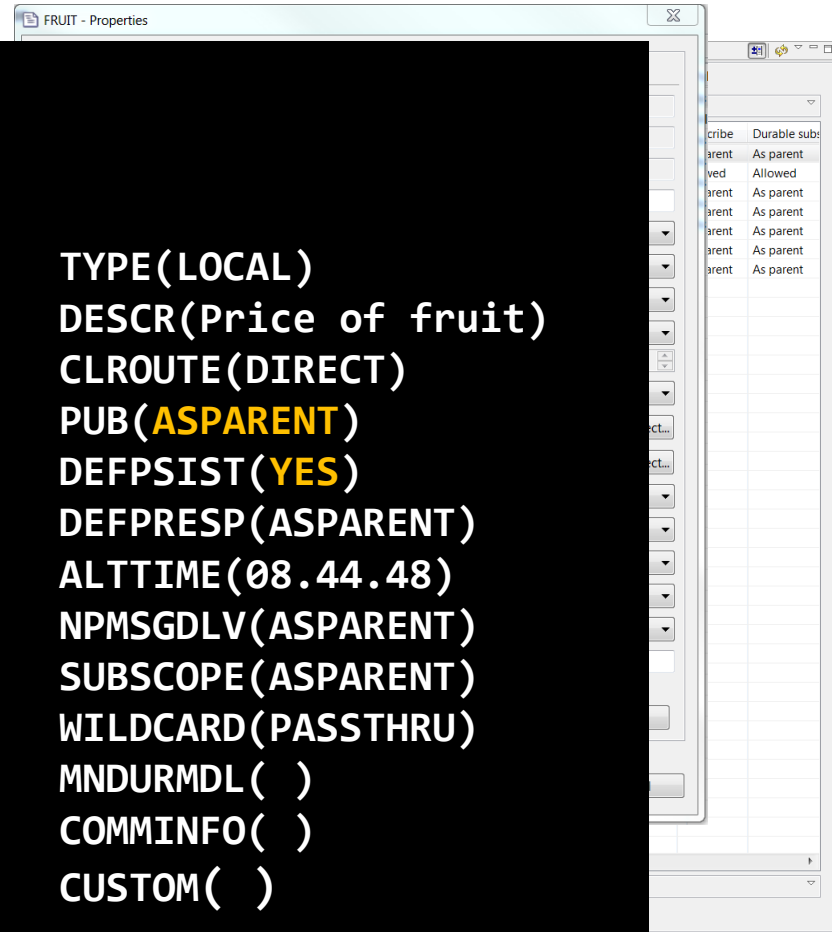 FRUIT - Properties
cribe Durable subs
arent As parent
wed Allowed
arent As parent
arent As parent
arent As parent
arent As parent
arent As parent
ect...
ect...
TYPE(LOCAL)
DESCR(Price of fruit)
CLROUTE(DIRECT)
PUB(ASPARENT)
DEFPSIST(YES)
DEFPRESP(ASPARENT)
ALTTIME(08.44.48)
NPMSGDLV(ASPARENT)
SUBSCOPE(ASPARENT)
WILDCARD(PASSTHRU)
MNDURMDL( )
COMMINFO( )
CUSTOM( )